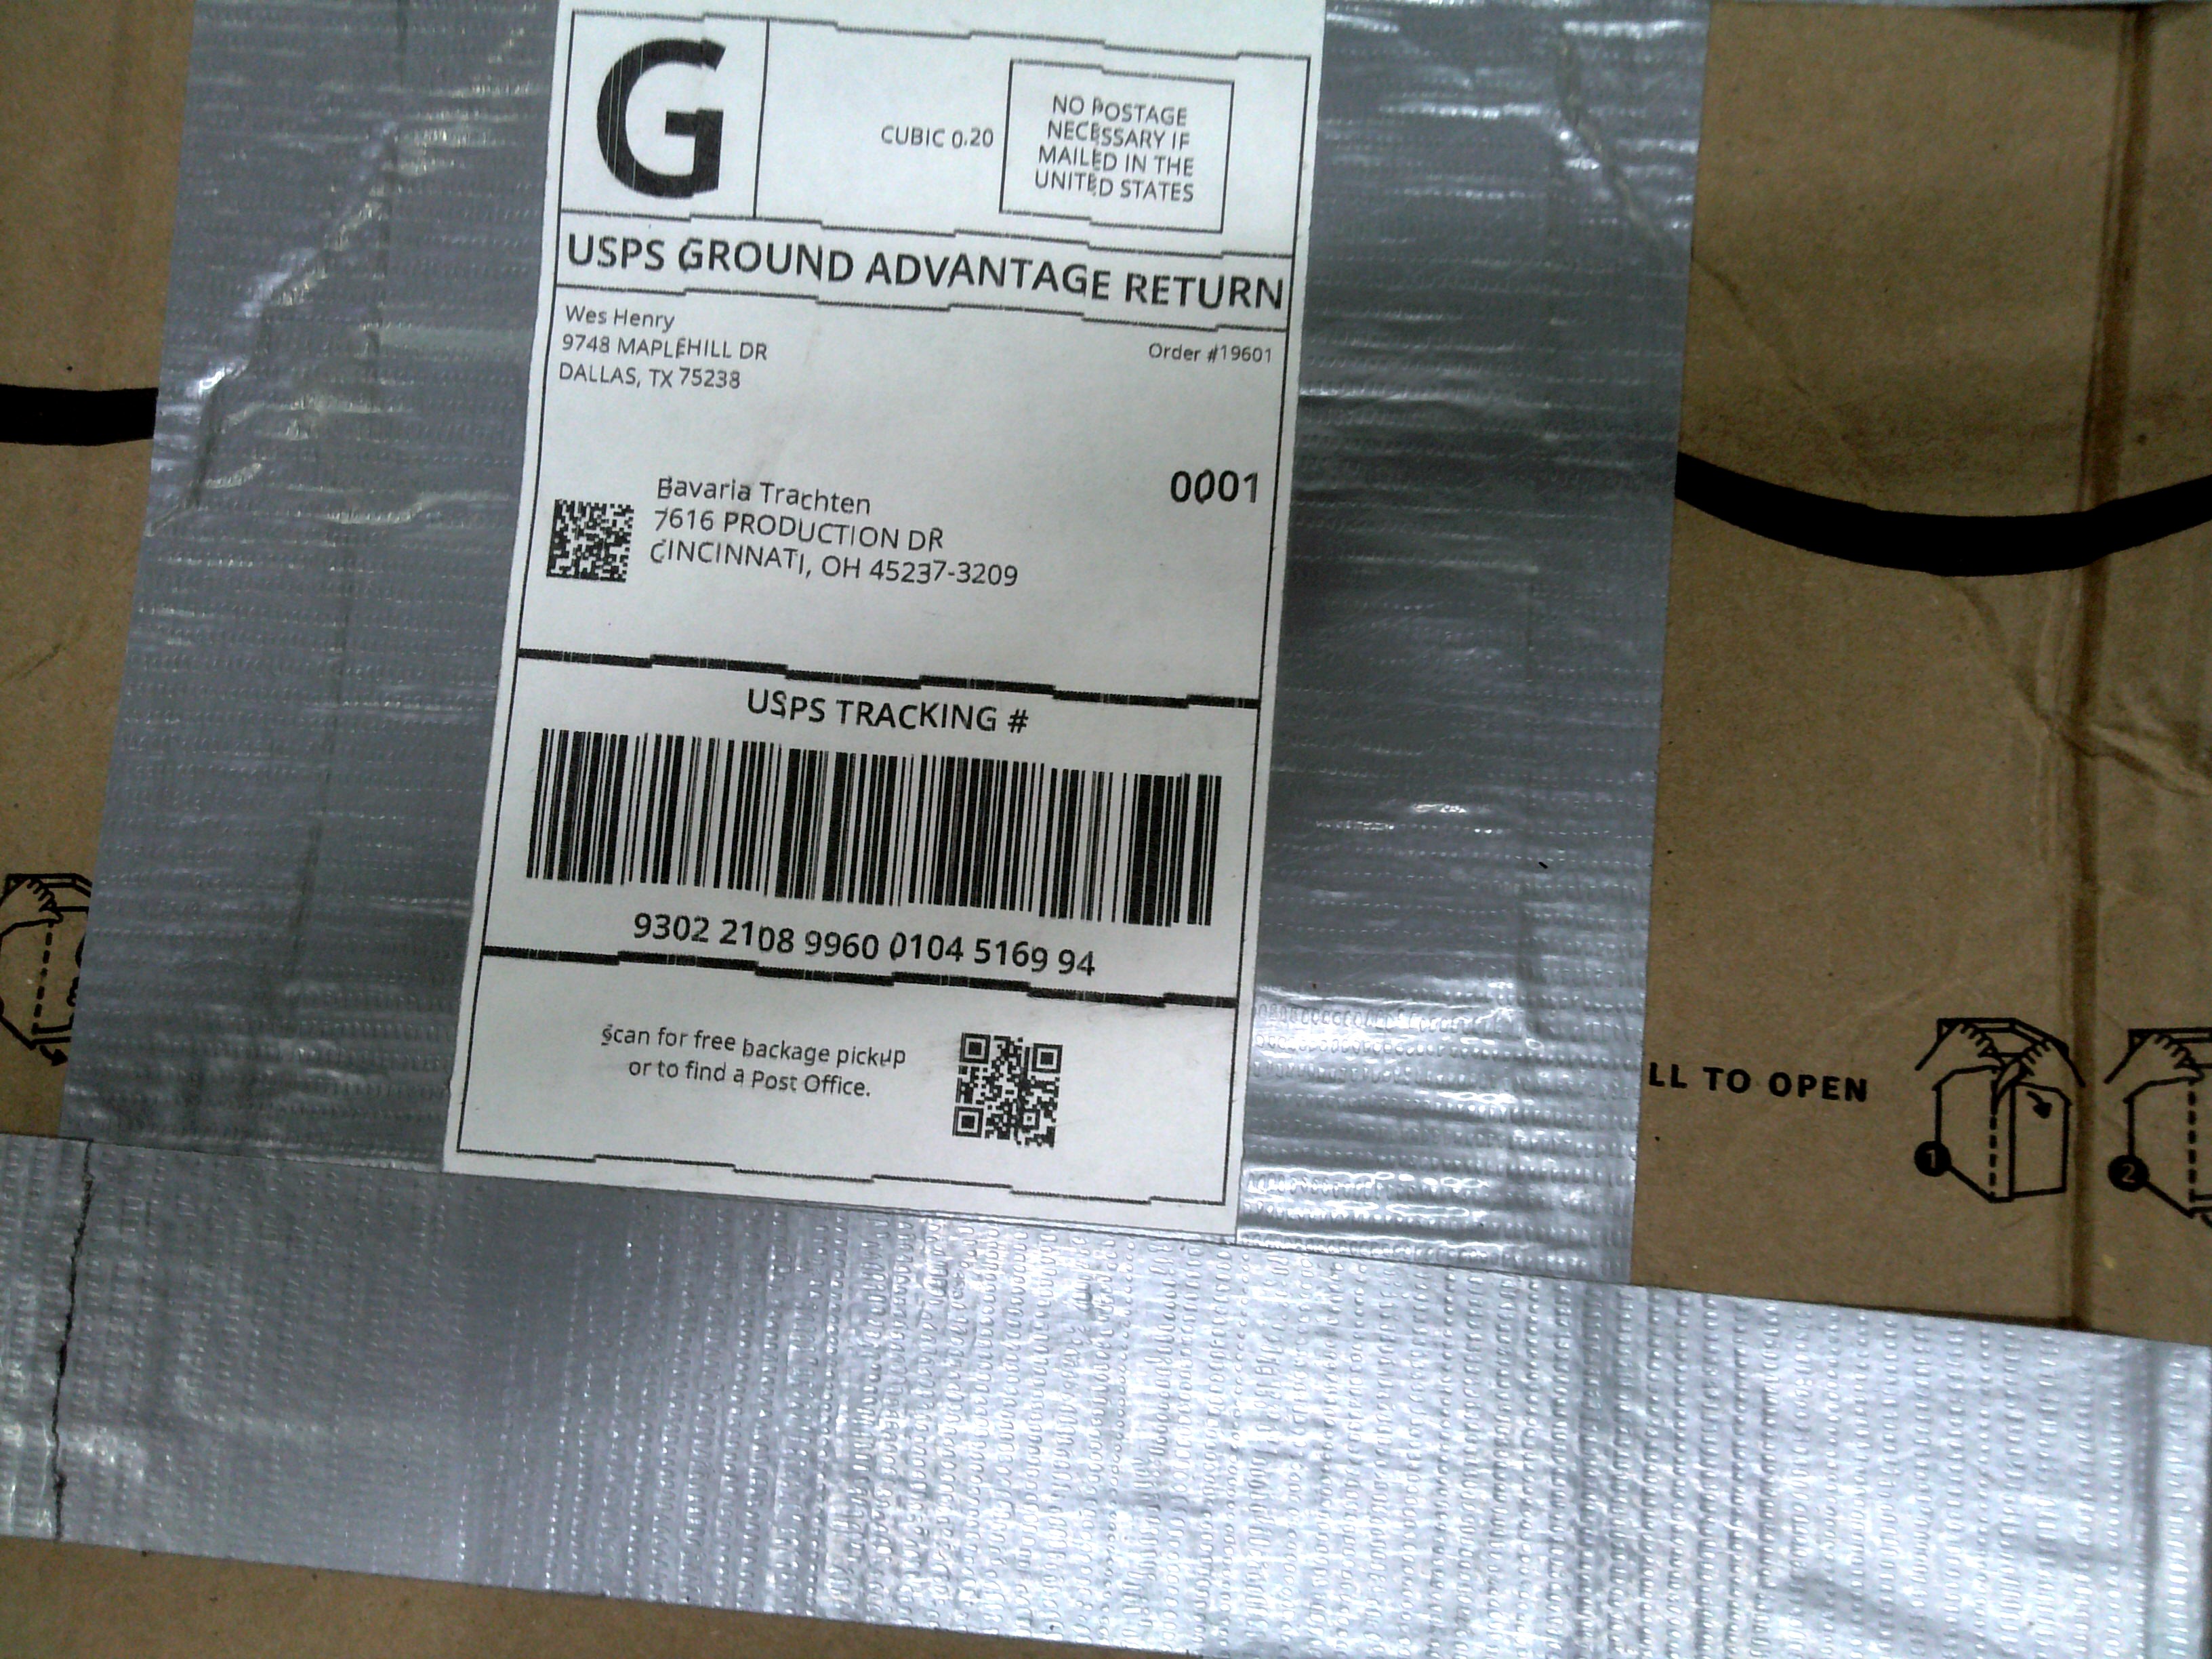 G
CUBIC 0.20
NO POSTAGE
NECESSARY IF
MAILED IN THE
UNITED STATES
USPS GROUND ADVANTAGE RETURN
Wes Henry
9748 MAPLEHILL DR
DALLAS, TX 75238
Order #19601
0001
Bavaria Trachten
7616 PRODUCTION DR
CINCINNATI, OH 45237-3209
USPS TRACKING #
9302 2108 9960 0104 5169 94
Scan for free package pickup
or to find a Post Office.
LL TO OPEN
1
2